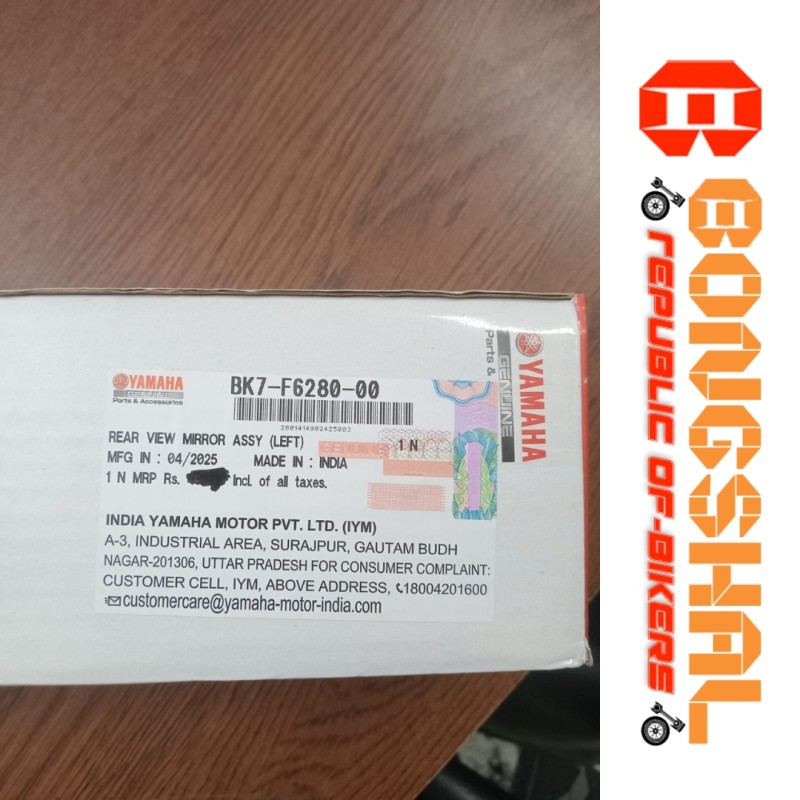 YAMAHA
GENUINE
Parts & Accessories
BK7-F6280-00
2001414902425003
REAR VIEW MIRROR ASSY (LEFT)
GENUINE
1 N
MFG IN : 04/2025 MADE IN : INDIA
1 N MRP Rs. Incl. of all taxes.
INDIA YAMAHA MOTOR PVT. LTD. (IYM)
A-3, INDUSTRIAL AREA, SURAJPUR, GAUTAM BUDH
NAGAR-201306, UTTAR PRADESH FOR CONSUMER COMPLAINT:
CUSTOMER CELL, IYM, ABOVE ADDRESS, 18004201600
customercare@yamaha-motor-india.com
YAMAHA
GENUINE
Parts &
BONGSHAL
REPUBLIC OF-BIKERS